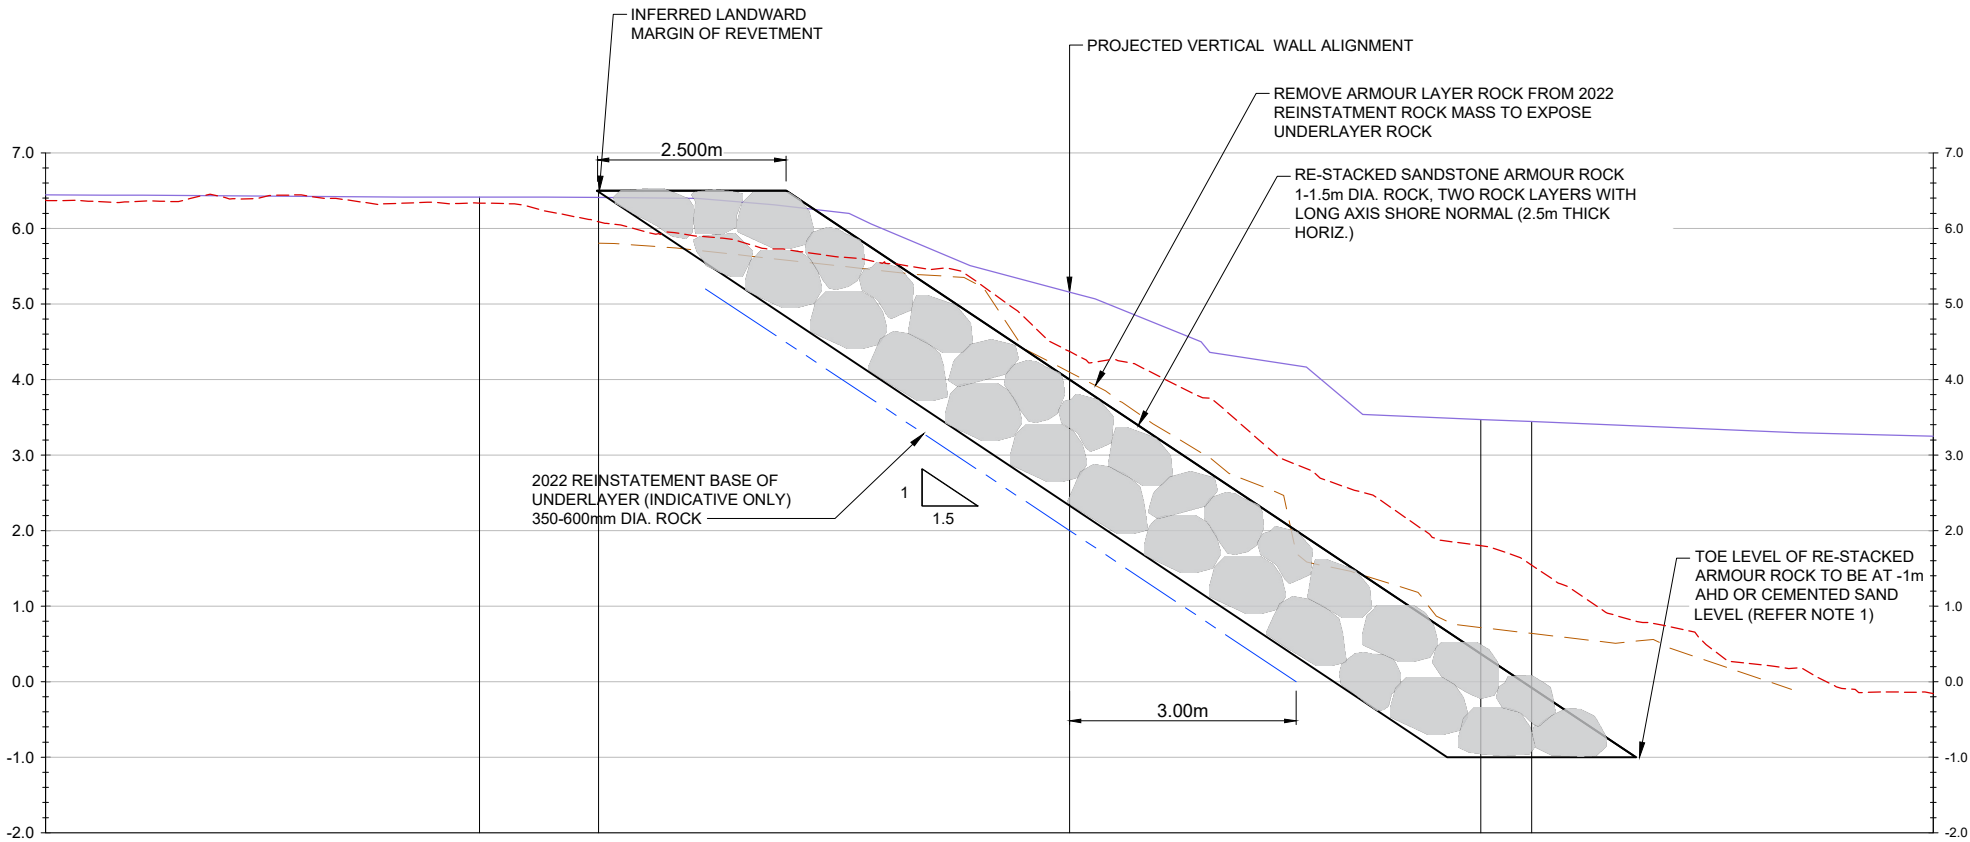 INFERRED LANDWARD
MARGIN OF REVETMENT
PROJECTED VERTICAL WALL ALIGNMENT
REMOVE ARMOUR LAYER ROCK FROM 2022
REINSTATMENT ROCK MASS TO EXPOSE
UNDERLAYER ROCK
2.500m
RE-STACKED SANDSTONE ARMOUR ROCK
1-1.5m DIA. ROCK, TWO ROCK LAYERS WITH
LONG AXIS SHORE NORMAL (2.5m THICK
HORIZ.)
2022 REINSTATEMENT BASE OF
UNDERLAYER (INDICATIVE ONLY)
350-600mm DIA. ROCK
1
1.5
TOE LEVEL OF RE-STACKED
ARMOUR ROCK TO BE AT -1m
AHD OR CEMENTED SAND
LEVEL (REFER NOTE 1)
3.00m
7.0
6.0
5.0
4.0
3.0
2.0
1.0
0.0
-1.0
-2.0
7.0
6.0
5.0
4.0
3.0
2.0
1.0
0.0
-1.0
-2.0